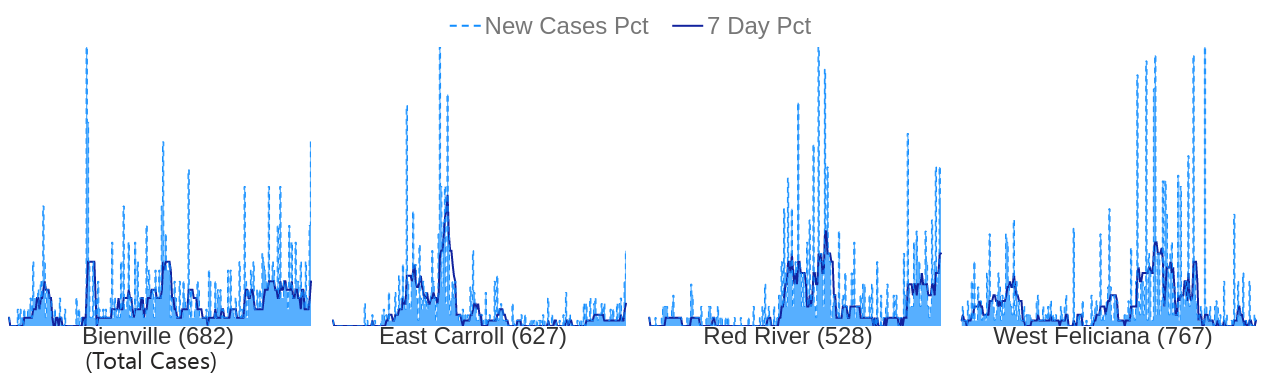 New Cases Pct 7 Day Pct
Bienville (682) East Carroll (627) Red River (528) West Feliciana (767)
(Total Cases)